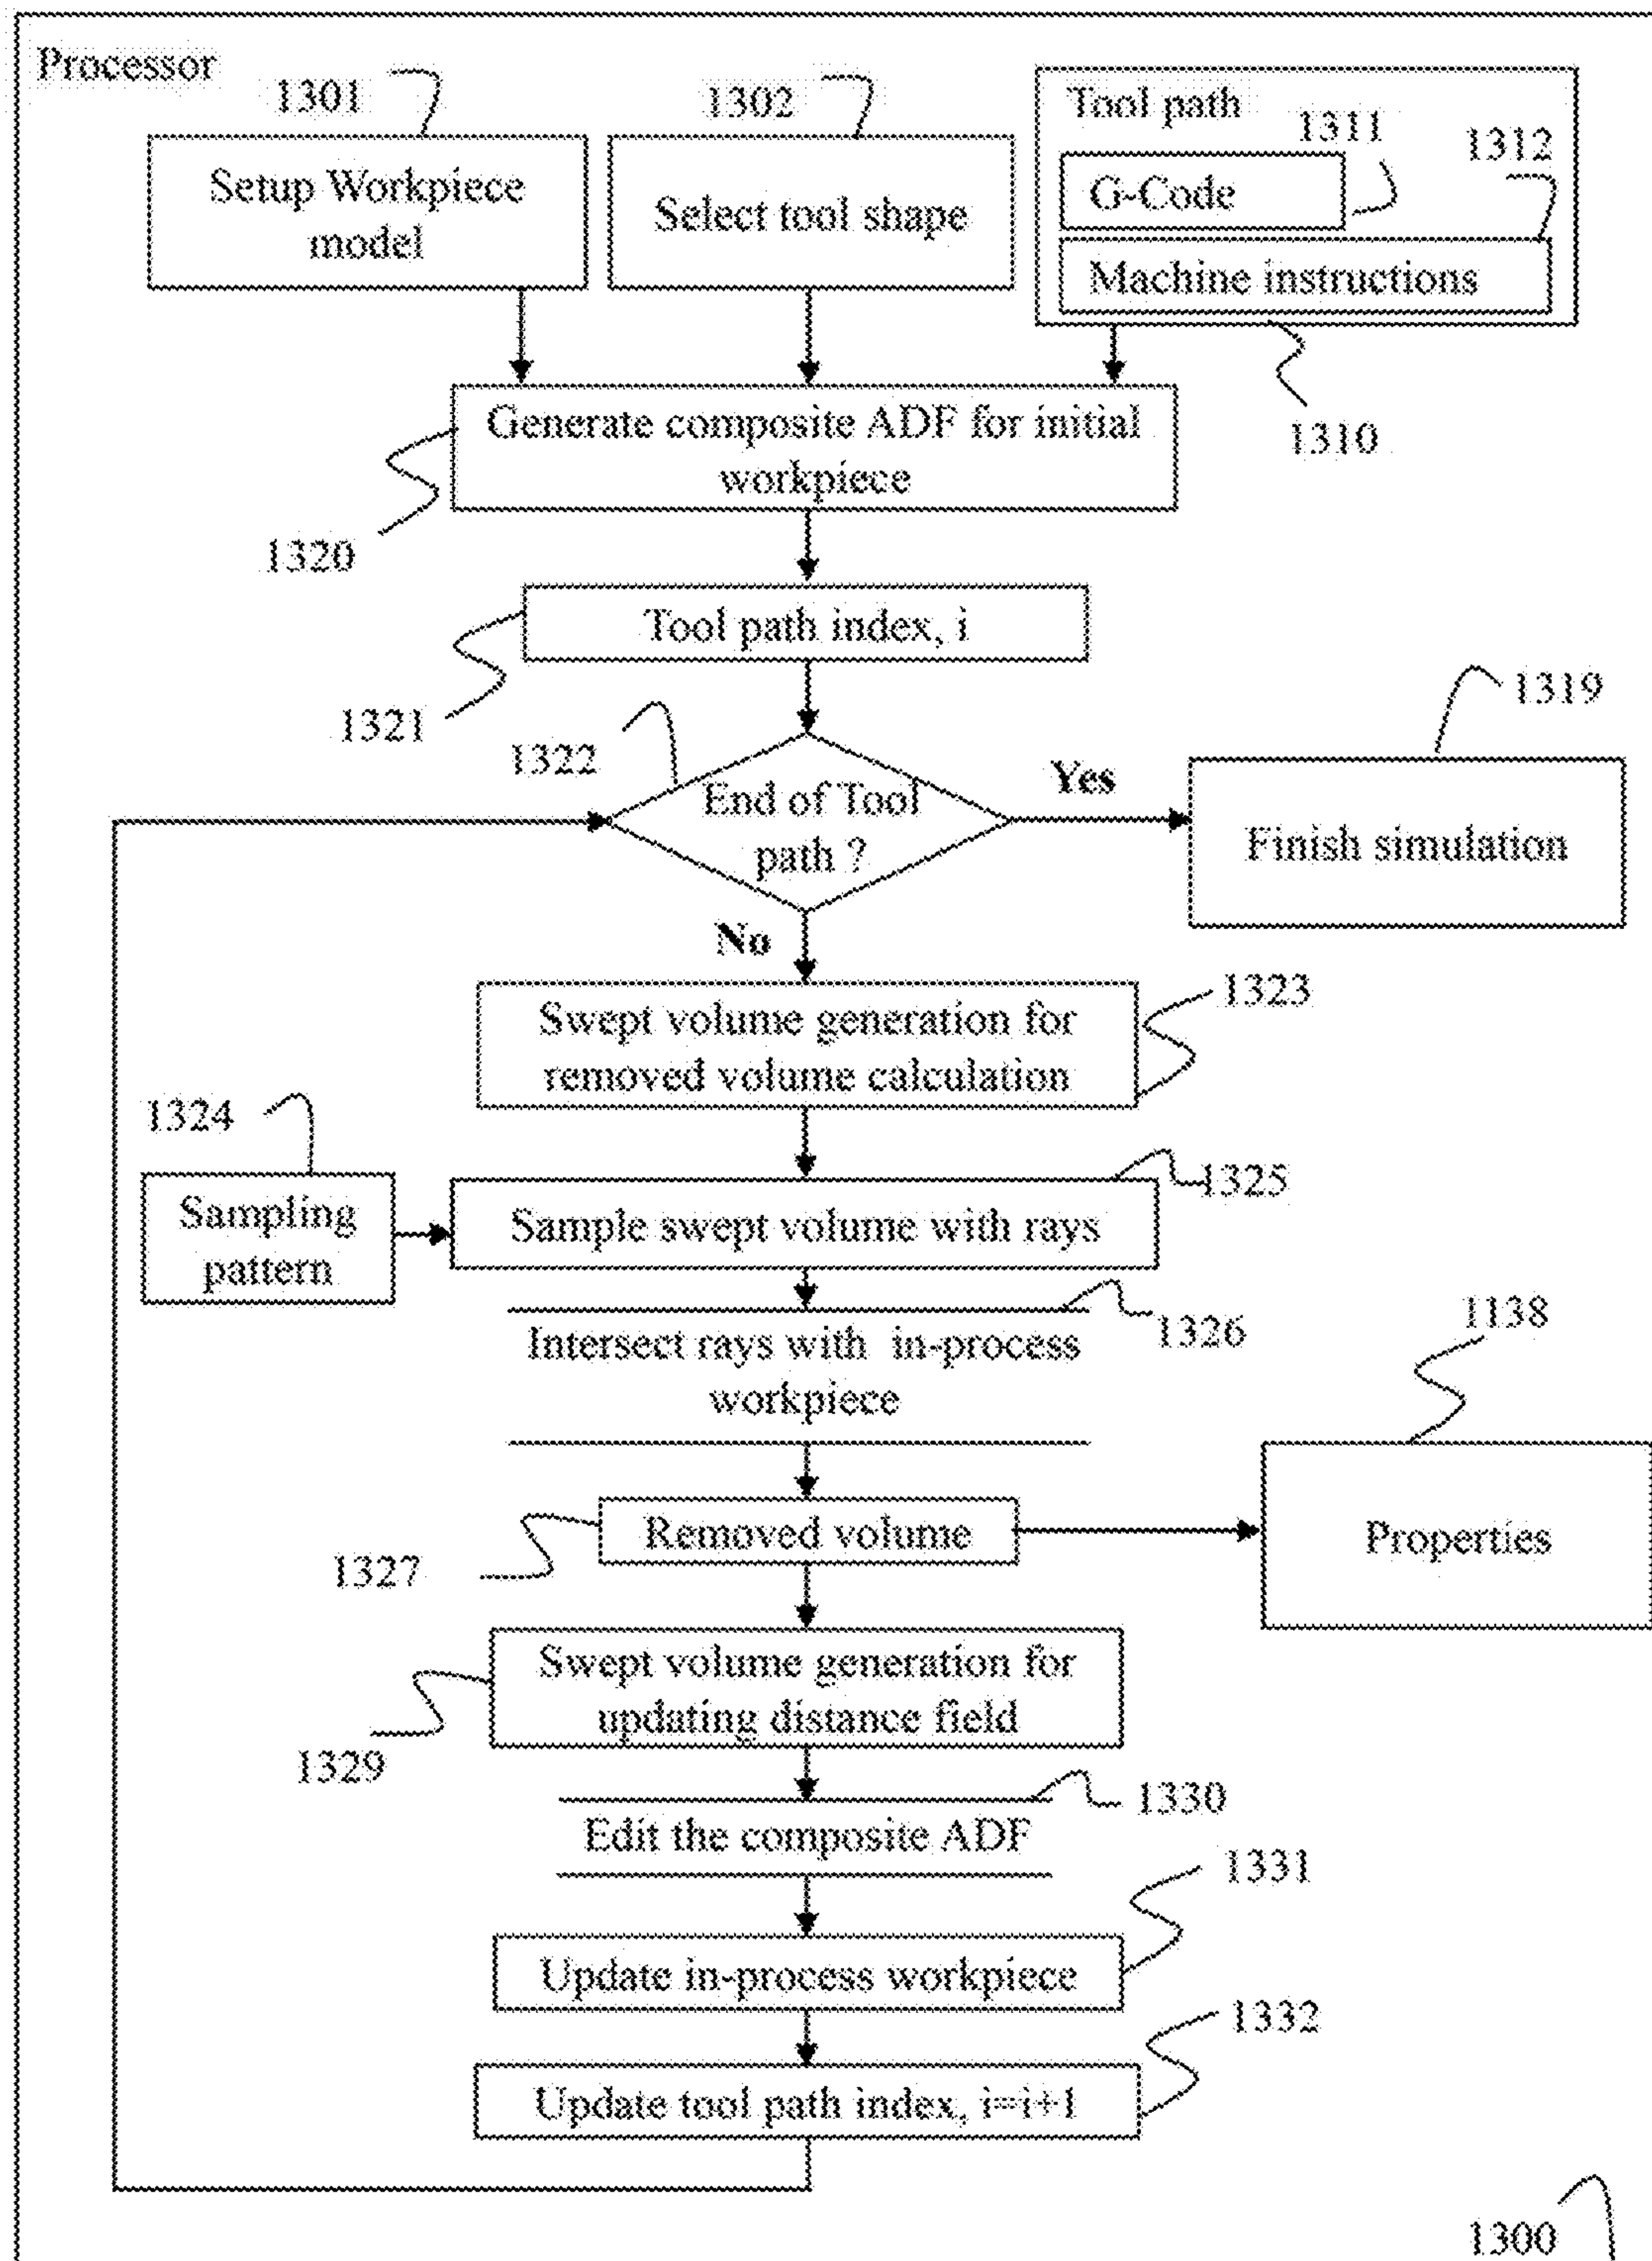 Processor
1301
1302
Setup Workpiece
model
Select tool shape
Tool path
1311
1312
G-Code
Machine instructions
1310
Generate composite ADF for initial
workpiece
1320
Tool path index, i
1321
1322
End of Tool
path ?
Yes
1319
Finish simulation
No
Swept volume generation for
removed volume calculation
1323
1324
Sampling
pattern
Sample swept volume with rays
1325
Intersect rays with in-process
workpiece
1326
1138
Removed volume
Properties
1327
Swept volume generation for
updating distance field
1329
1330
Edit the composite ADF
1331
Update in-process workpiece
1332
Update tool path index, i=i+1
1300